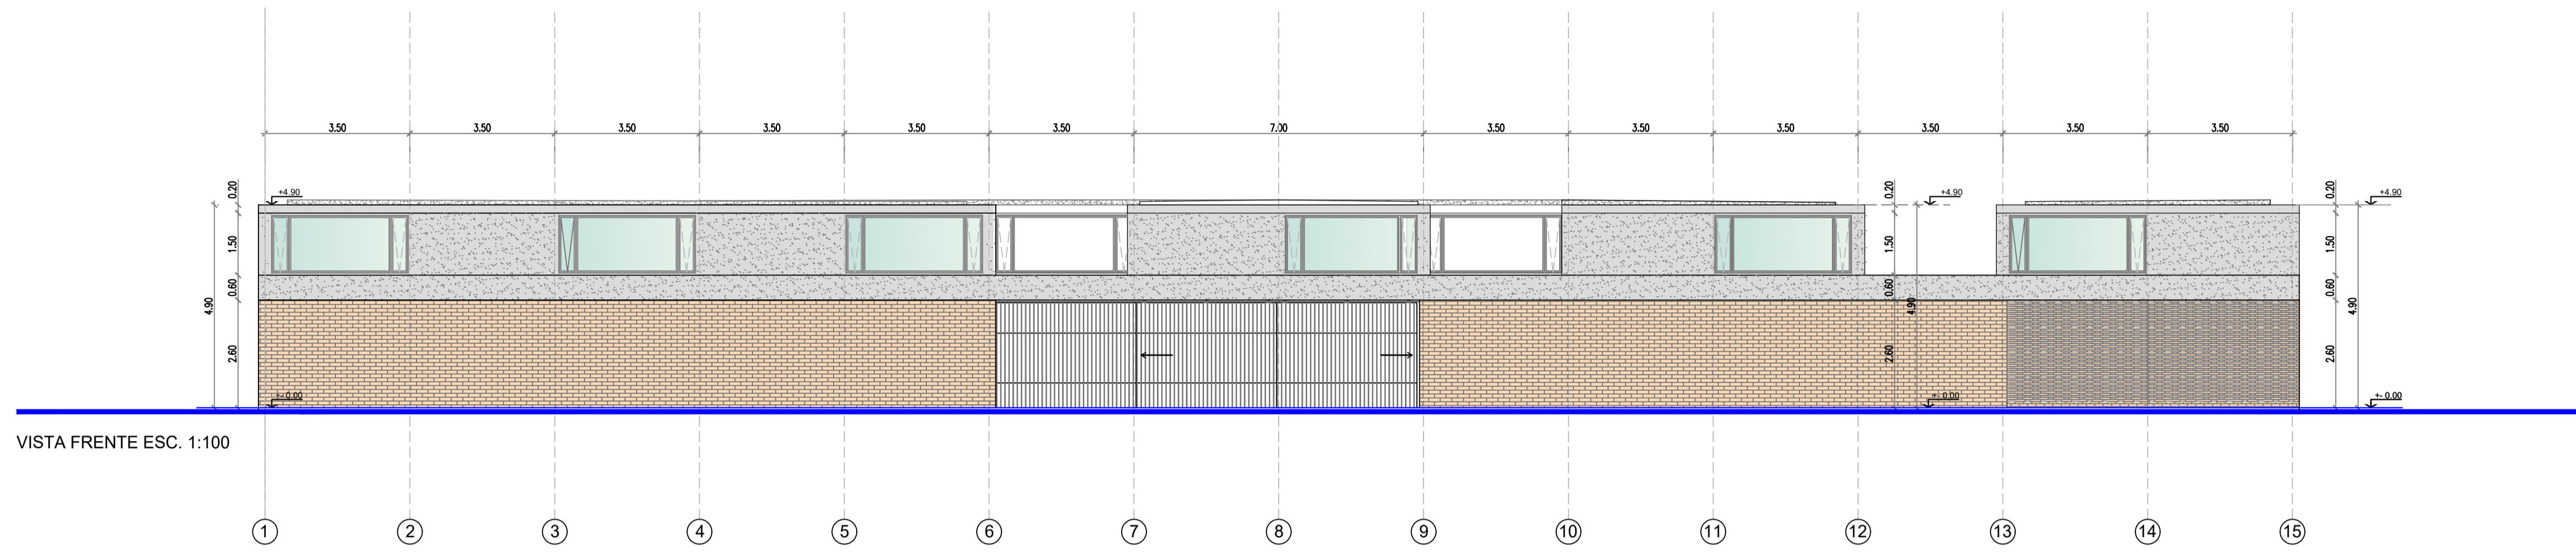 3.50 3.50 3.50 3.50 3.50 3.50 7.00 3.50 3.50 3.50 3.50 3.50 3.50
0.20 +4.90 0.20 +4.90 0.20 +4.90
1.50 1.50 1.50
0.60 0.60 0.60
4.90 4.90 4.90
2.60 2.60 2.60
+- 0.00 +- 0.00 +- 0.00
VISTA FRENTE ESC. 1:100
1 2 3 4 5 6 7 8 9 10 11 12 13 14 15